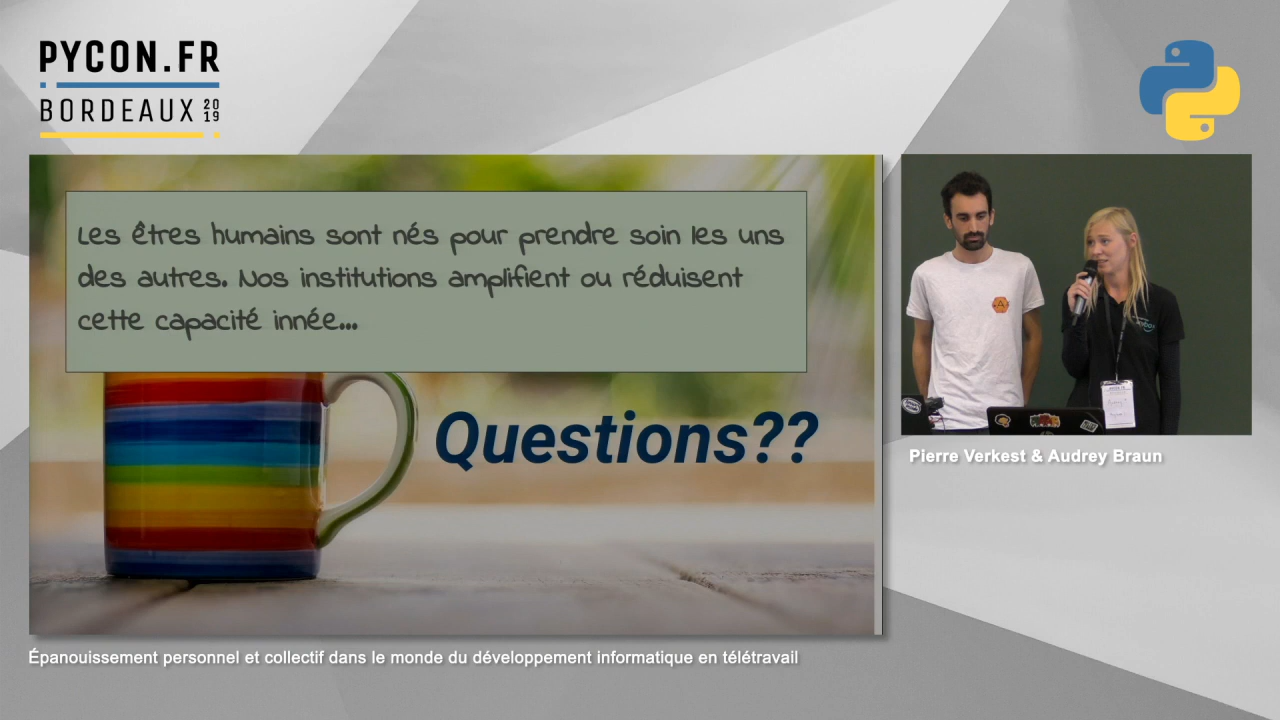 PYCON.FR
BORDEAUX 2019
Les êtres humains sont nés pour prendre soin les uns
des autres. Nos institutions amplifient ou réduisent
cette capacité innée...
Questions??
Pierre Verkest & Audrey Braun
Épanouissement personnel et collectif dans le monde du développement informatique en télétravail